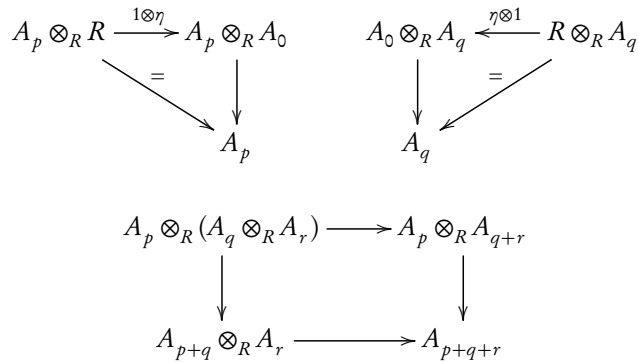 A_p ⊗_R R 1⊗η A_p ⊗_R A_0 A_0 ⊗_R A_q η⊗1 R ⊗_R A_q
= =
A_p A_q
A_p ⊗_R (A_q ⊗_R A_r) A_p ⊗_R A_{q+r}
A_{p+q} ⊗_R A_r A_{p+q+r}